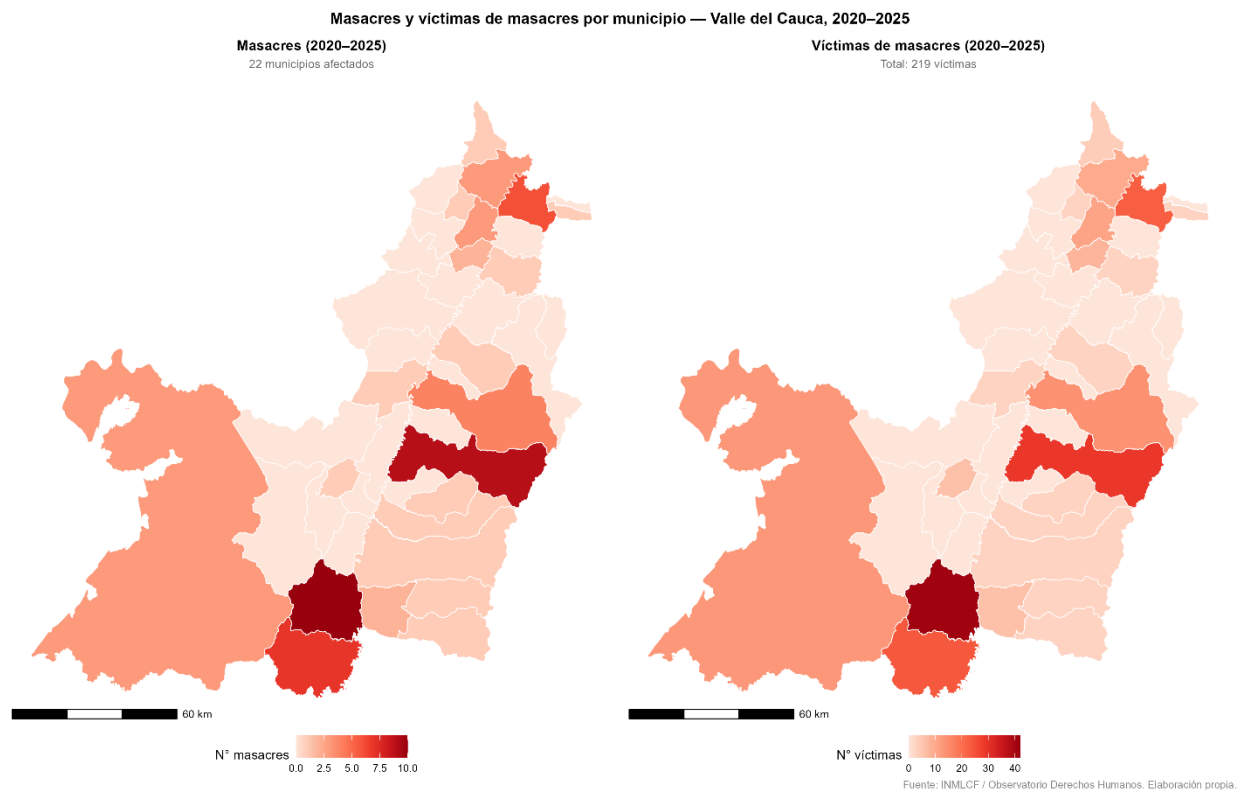 Masacres y víctimas de masacres por municipio — Valle del Cauca, 2020–2025
Masacres (2020–2025)
22 municipios afectados
Víctimas de masacres (2020–2025)
Total: 219 víctimas
60 km
60 km
N° masacres
0.0 2.5 5.0 7.5 10.0
N° víctimas
0 10 20 30 40
Fuente: INMLCF / Observatorio Derechos Humanos. Elaboración propia.